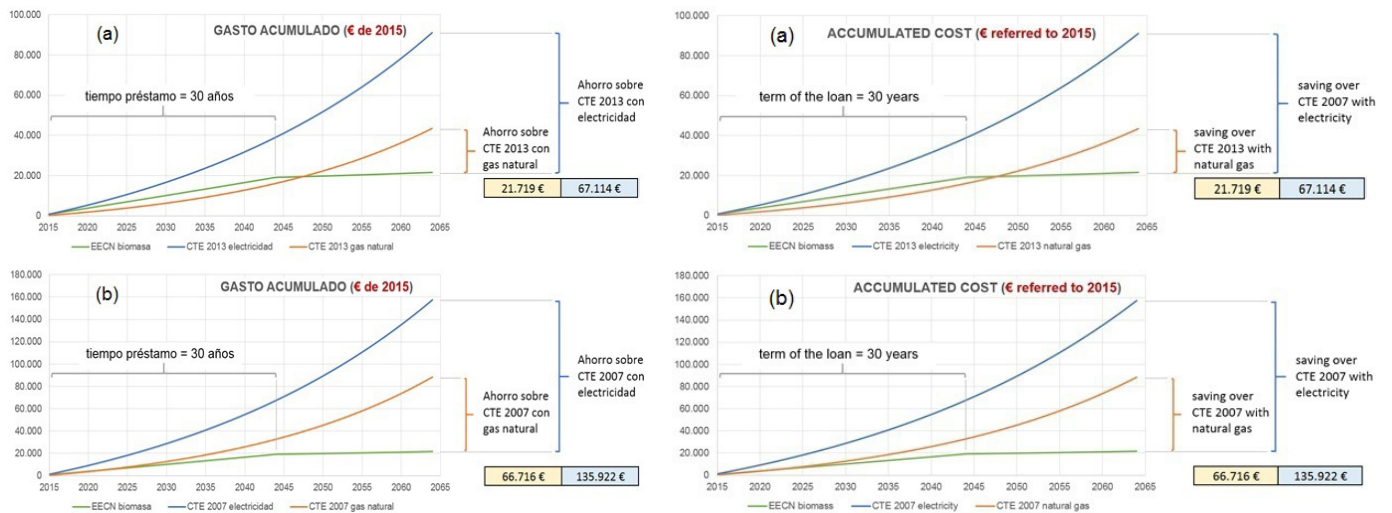 (a)
GASTO ACUMULADO (€ de 2015)
100.000
80.000
60.000
40.000
20.000
0
tiempo préstamo = 30 años
Ahorro sobre
CTE 2013 con
electricidad
Ahorro sobre
CTE 2013 con
gas natural
21.719 €
67.114 €
2015 2020 2025 2030 2035 2040 2045 2050 2055 2060 2065
EECN biomasa CTE 2013 electricidad CTE 2013 gas natural
(a)
ACCUMULATED COST (€ referred to 2015)
100.000
80.000
60.000
40.000
20.000
0
term of the loan = 30 years
saving over
CTE 2007 with
electricity
saving over
CTE 2013 with
natural gas
21.719 €
67.114 €
2015 2020 2025 2030 2035 2040 2045 2050 2055 2060 2065
EECN biomass CTE 2013 electricity CTE 2013 natural gas
(b)
GASTO ACUMULADO (€ de 2015)
180.000
160.000
140.000
120.000
100.000
80.000
60.000
40.000
20.000
0
tiempo préstamo = 30 años
Ahorro sobre
CTE 2007 con
electricidad
Ahorro sobre
CTE 2007 con
gas natural
66.716 €
135.922 €
2015 2020 2025 2030 2035 2040 2045 2050 2055 2060 2065
EECN biomasa CTE 2007 electricidad CTE 2007 gas natural
(b)
ACCUMULATED COST (€ referred to 2015)
180.000
160.000
140.000
120.000
100.000
80.000
60.000
40.000
20.000
0
term of the loan = 30 years
saving over
CTE 2007 with
electricity
saving over
CTE 2007 with
natural gas
66.716 €
135.922 €
2015 2020 2025 2030 2035 2040 2045 2050 2055 2060 2065
EECN biomass CTE 2007 electricity CTE 2007 natural gas